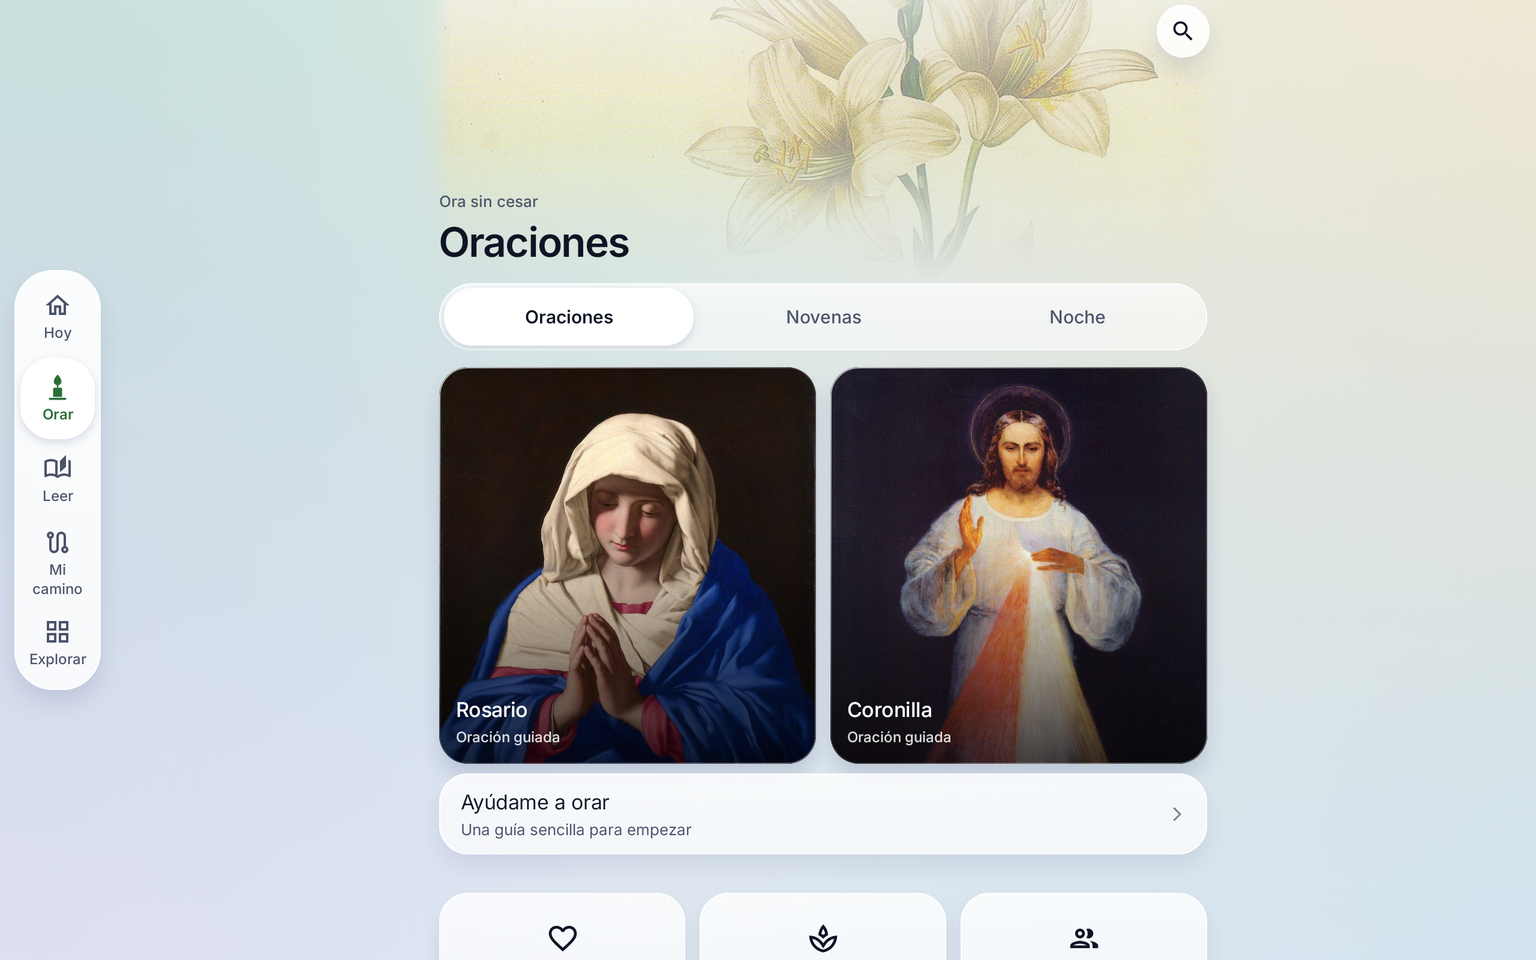 Ora sin cesar
Oraciones
Oraciones
Novenas
Noche
Hoy
Orar
Leer
Mi
camino
Explorar
Rosario
Oración guiada
Coronilla
Oración guiada
Ayúdame a orar
Una guía sencilla para empezar